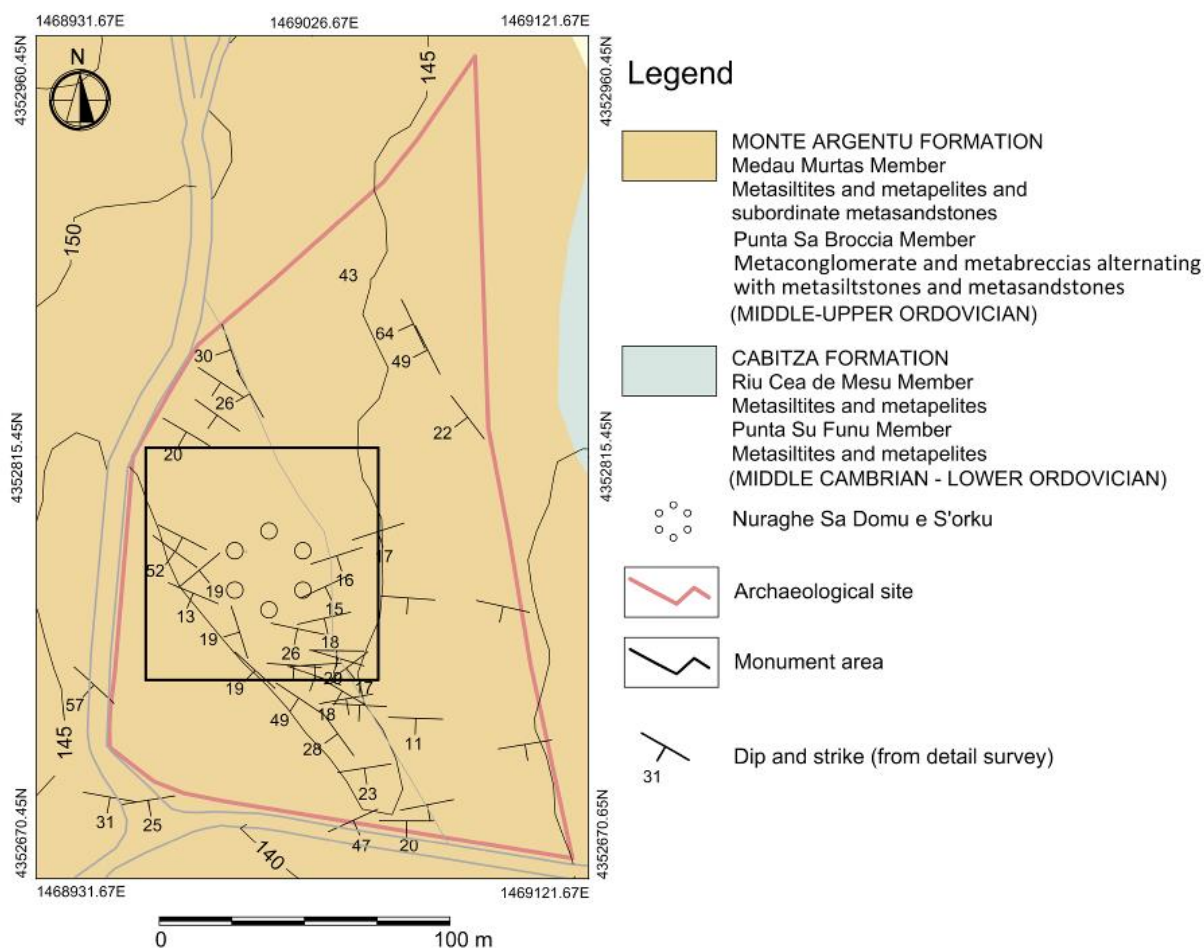 1468931.67E 1469026.67E 1469121.67E
4352960.45N
4352960.45N
N
145
150
43
64
49
30
26
22
20
4352815.45N
4352815.45N
17
52
19
16
13
15
19
18
26
20
19
17
57
49
18
11
28
145
23
31
25
47
20
140
4352670.45N
4352670.65N
1468931.67E 1469026.67E 1469121.67E
0 100 m
Legend
MONTE ARGENTU FORMATION
Medau Murtas Member
Metasiltites and metapelites and
subordinate metasandstones
Punta Sa Broccia Member
Metaconglomerate and metabreccias alternating
with metasiltstones and metasandstones
(MIDDLE-UPPER ORDOVICIAN)
CABITZA FORMATION
Riu Cea de Mesu Member
Metasiltites and metapelites
Punta Su Funu Member
Metasiltites and metapelites
(MIDDLE CAMBRIAN - LOWER ORDOVICIAN)
Nuraghe Sa Domu e S'orku
Archaeological site
Monument area
31
Dip and strike (from detail survey)